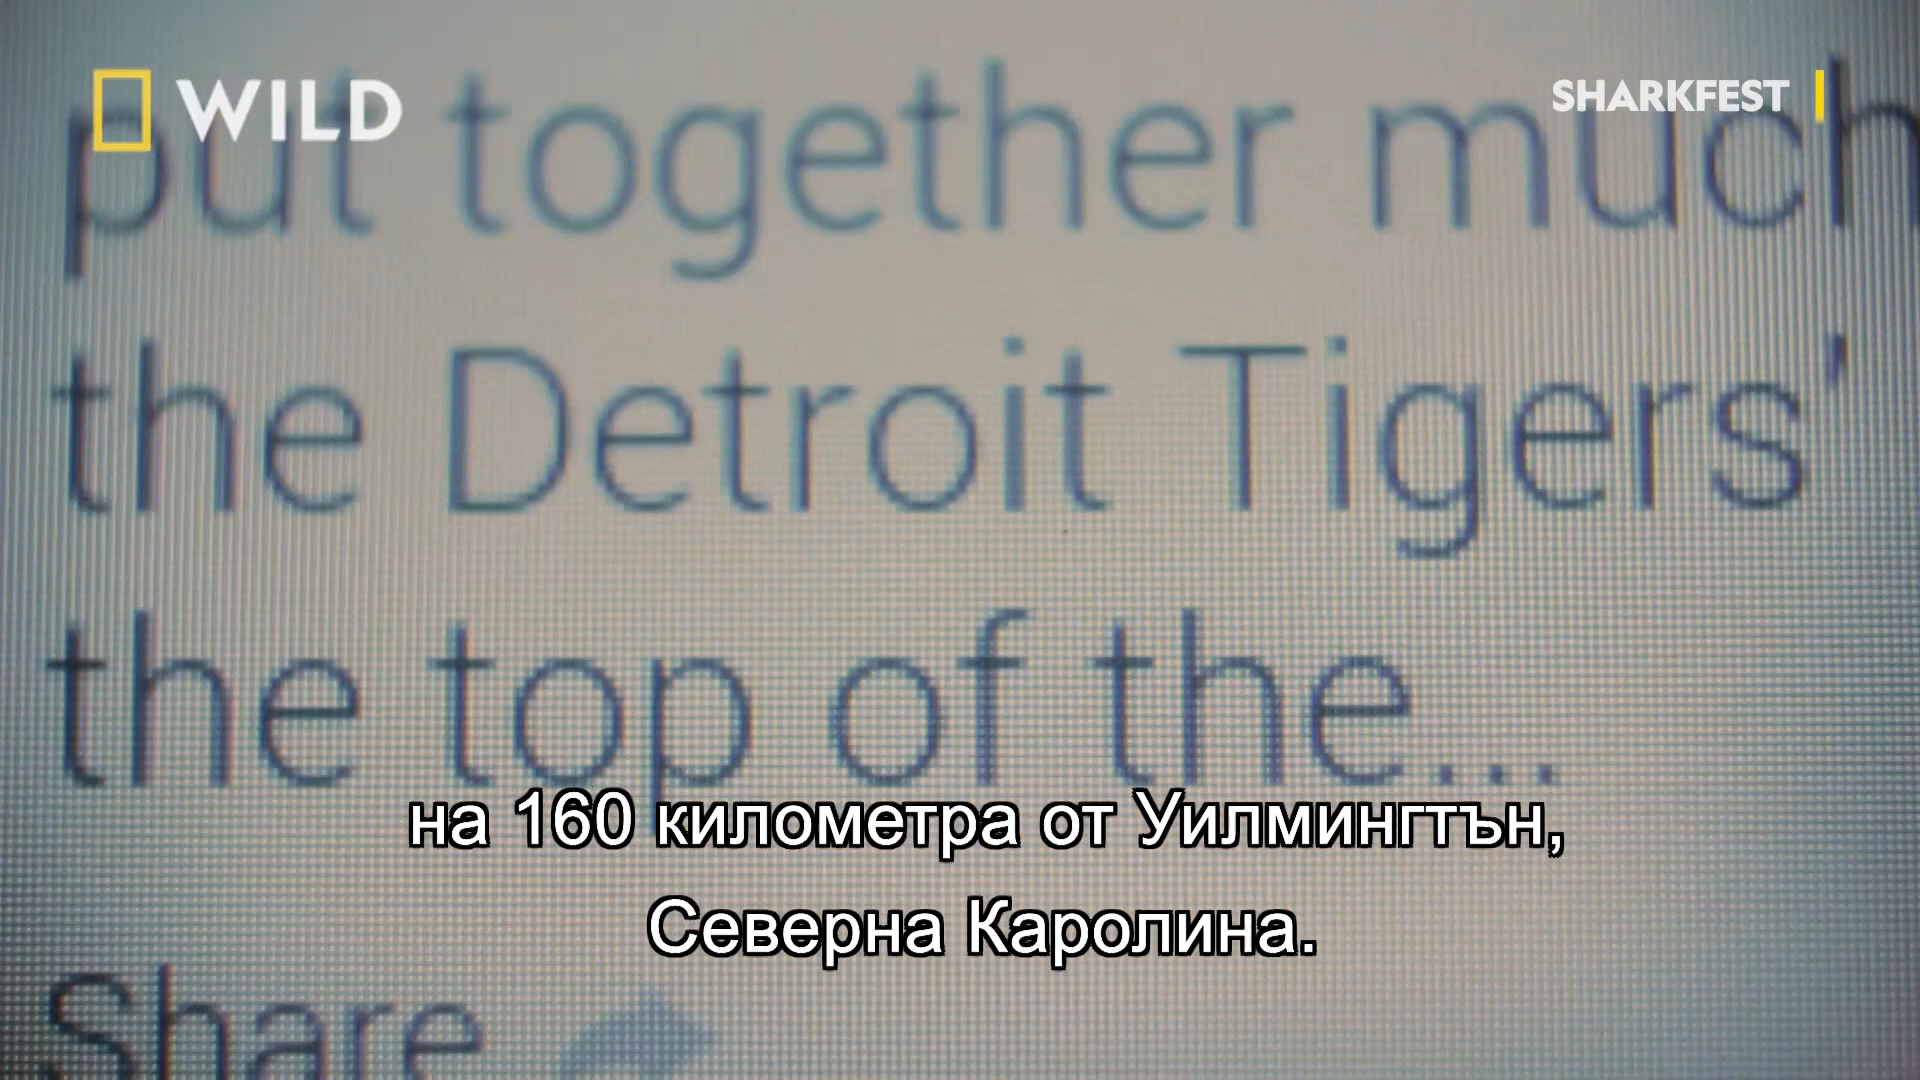 WILD
SHARKFEST
put together much
the Detroit Tigers'
the top of the...
на 160 километра от Уилмингтън,
Северна Каролина.
Share